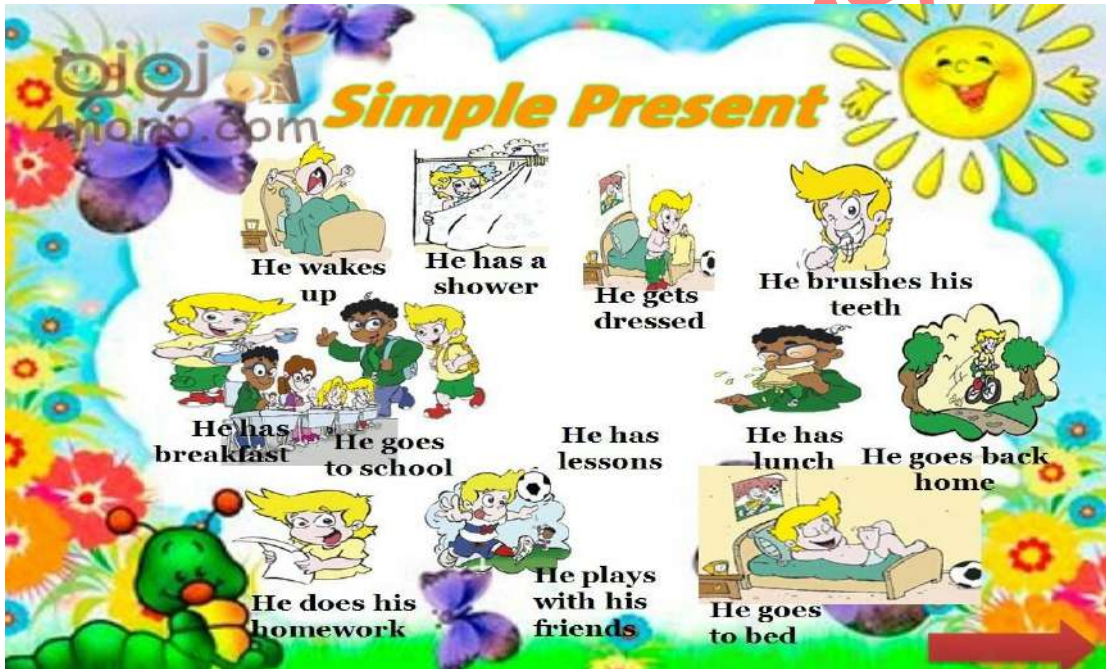 زونو
4nono.com
Simple Present
He wakes
up
He has a
shower
He gets
dressed
He brushes his
teeth
He has
breakfast
He goes
to school
He has
lessons
He has
lunch
He goes back
home
He does his
homework
He plays
with his
friends
He goes
to bed